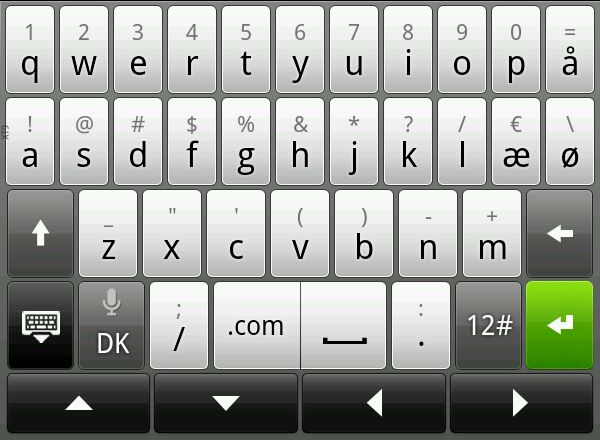 1 2 3 4 5 6 7 8 9 0 =
q w e r t y u i o p å
! @ # $ % & * ? / € \
a s d f g h j k l æ ø
_ " ' ( ) - +
z x c v b n m
; :
DK / .com . 12#